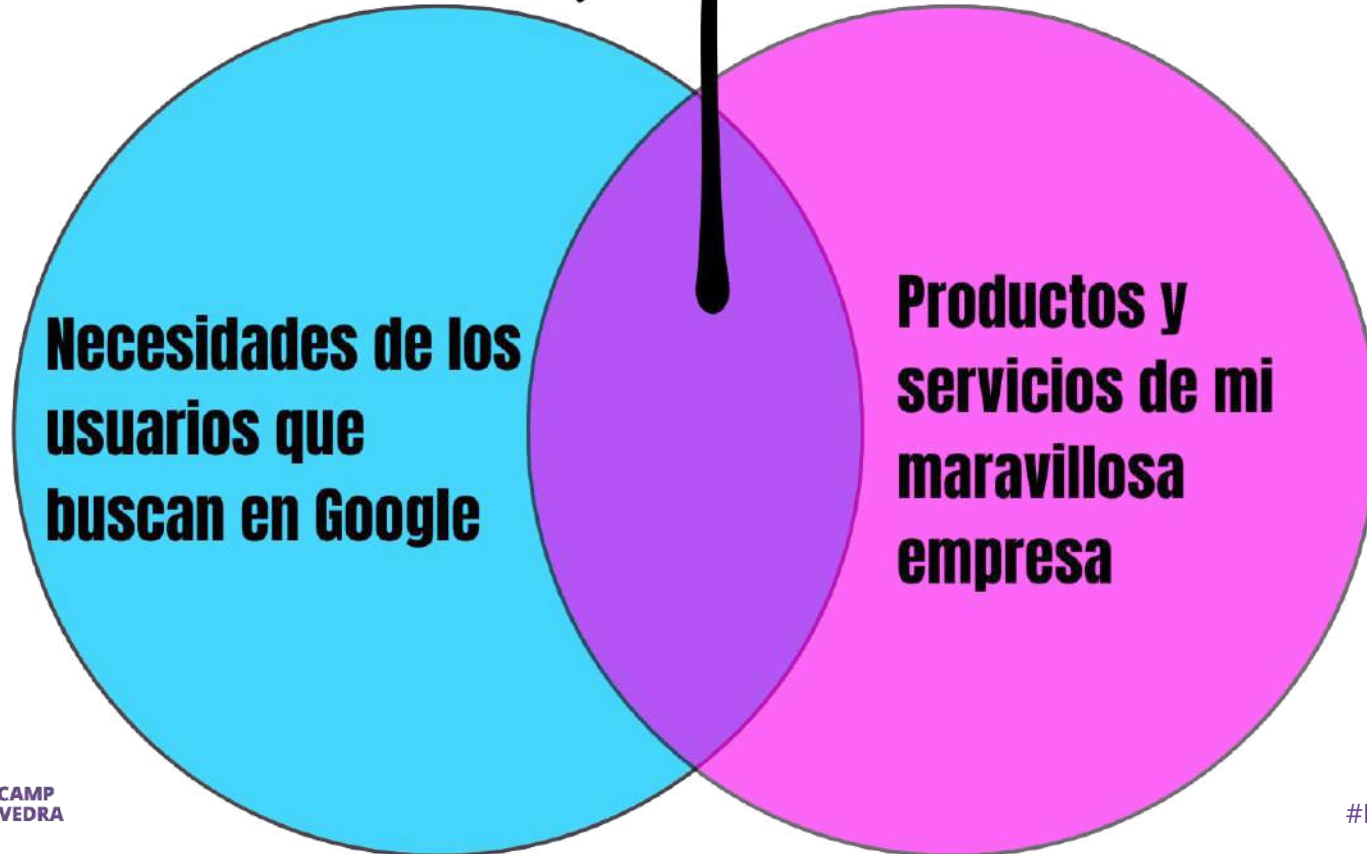 Necesidades de los
usuarios que
buscan en Google
Productos y
servicios de mi
maravillosa
empresa
CAMP
VEDRA
#